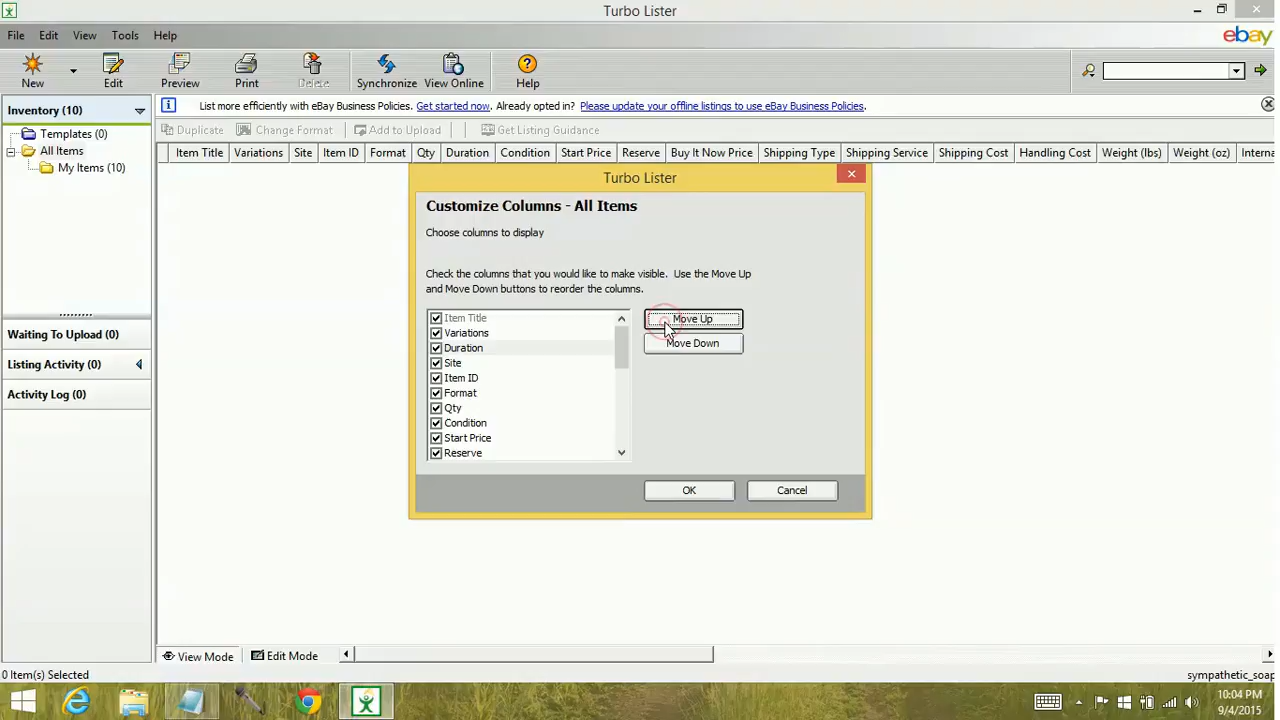 Turbo Lister
File Edit View Tools Help
ebay
New Edit Preview Print Delete Synchronize View Online Help
Inventory (10)
List more efficiently with eBay Business Policies. Get started now. Already opted in? Please update your offline listings to use eBay Business Policies.
Templates (0)
Duplicate Change Format Add to Upload Get Listing Guidance
All Items
Item Title Variations Site Item ID Format Qty Duration Condition Start Price Reserve Buy It Now Price Shipping Type Shipping Service Shipping Cost Handling Cost Weight (lbs) Weight (oz) Interna
My Items (10)
Turbo Lister
Customize Columns - All Items
Choose columns to display
Check the columns that you would like to make visible. Use the Move Up
and Move Down buttons to reorder the columns.
Item Title
Variations
Duration
Site
Item ID
Format
Qty
Condition
Start Price
Reserve
Move Up
Move Down
OK Cancel
Waiting To Upload (0)
Listing Activity (0)
Activity Log (0)
View Mode Edit Mode
0 Item(s) Selected
sympathetic_soap
10:04 PM
9/4/2015